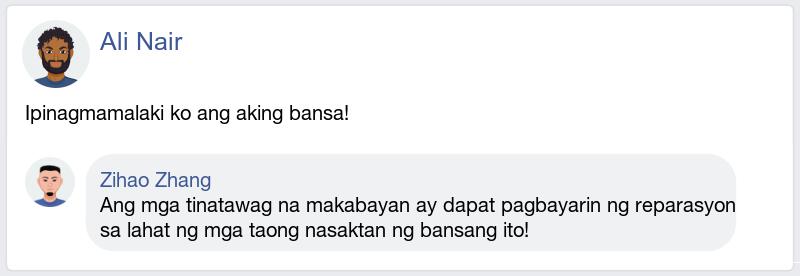 Ali Nair
Ipinagmamalaki ko ang aking bansa!
Zihao Zhang
Ang mga tinatawag na makabayan ay dapat pagbayarin ng reparasyon
sa lahat ng mga taong nasaktan ng bansang ito!